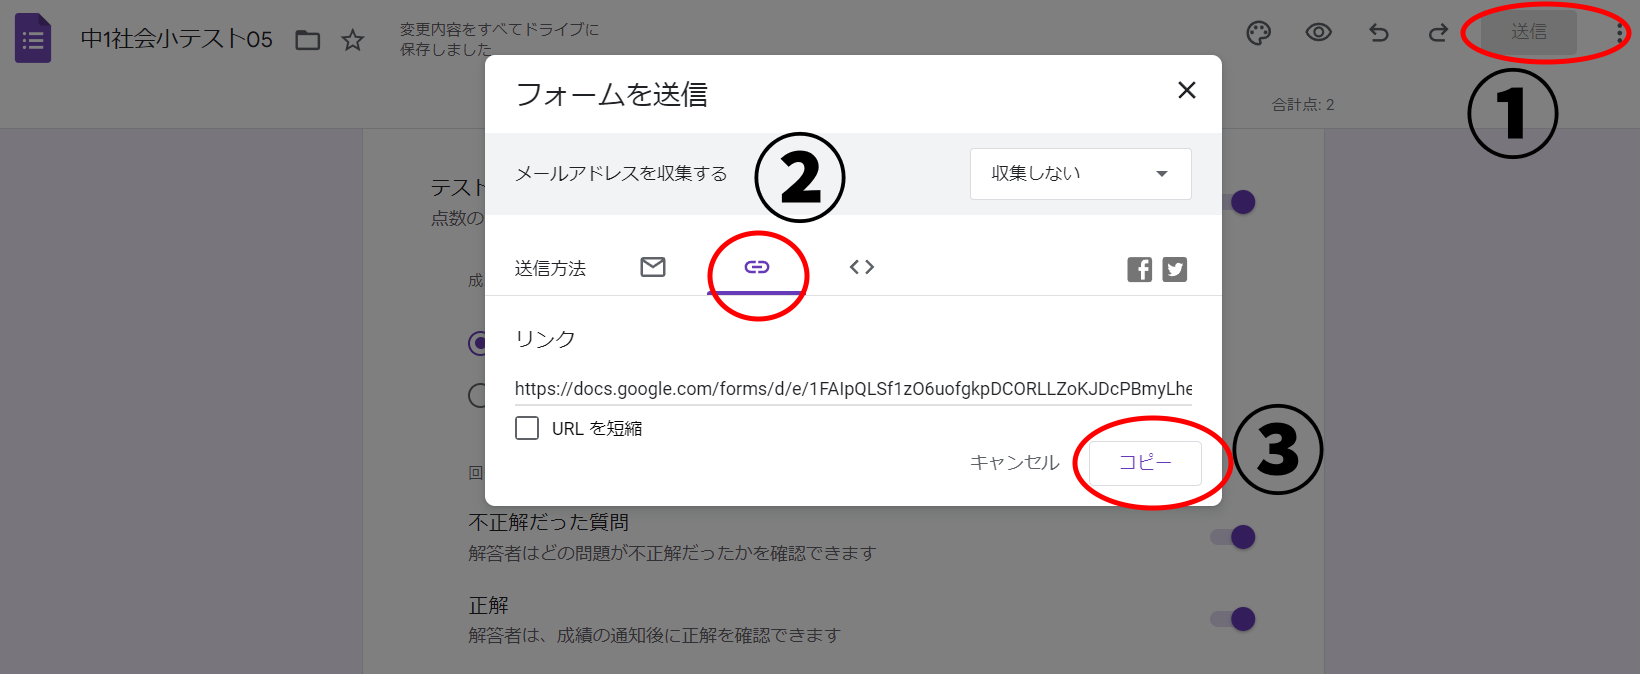 中1社会小テスト05
変更内容をすべてドライブに
保存しました
送信
①
合計点: 2
フォームを送信
メールアドレスを収集する
②
収集しない
テスト
点数の
送信方法
成
リンク
https://docs.google.com/forms/d/e/1FAIpQLSf1zO6uofgkpDCORLLZoKJDcPBmyLhe
URL を短縮
キャンセル
コピー
③
回
不正解だった質問
解答者はどの問題が不正解だったかを確認できます
正解
解答者は、成績の通知後に正解を確認できます